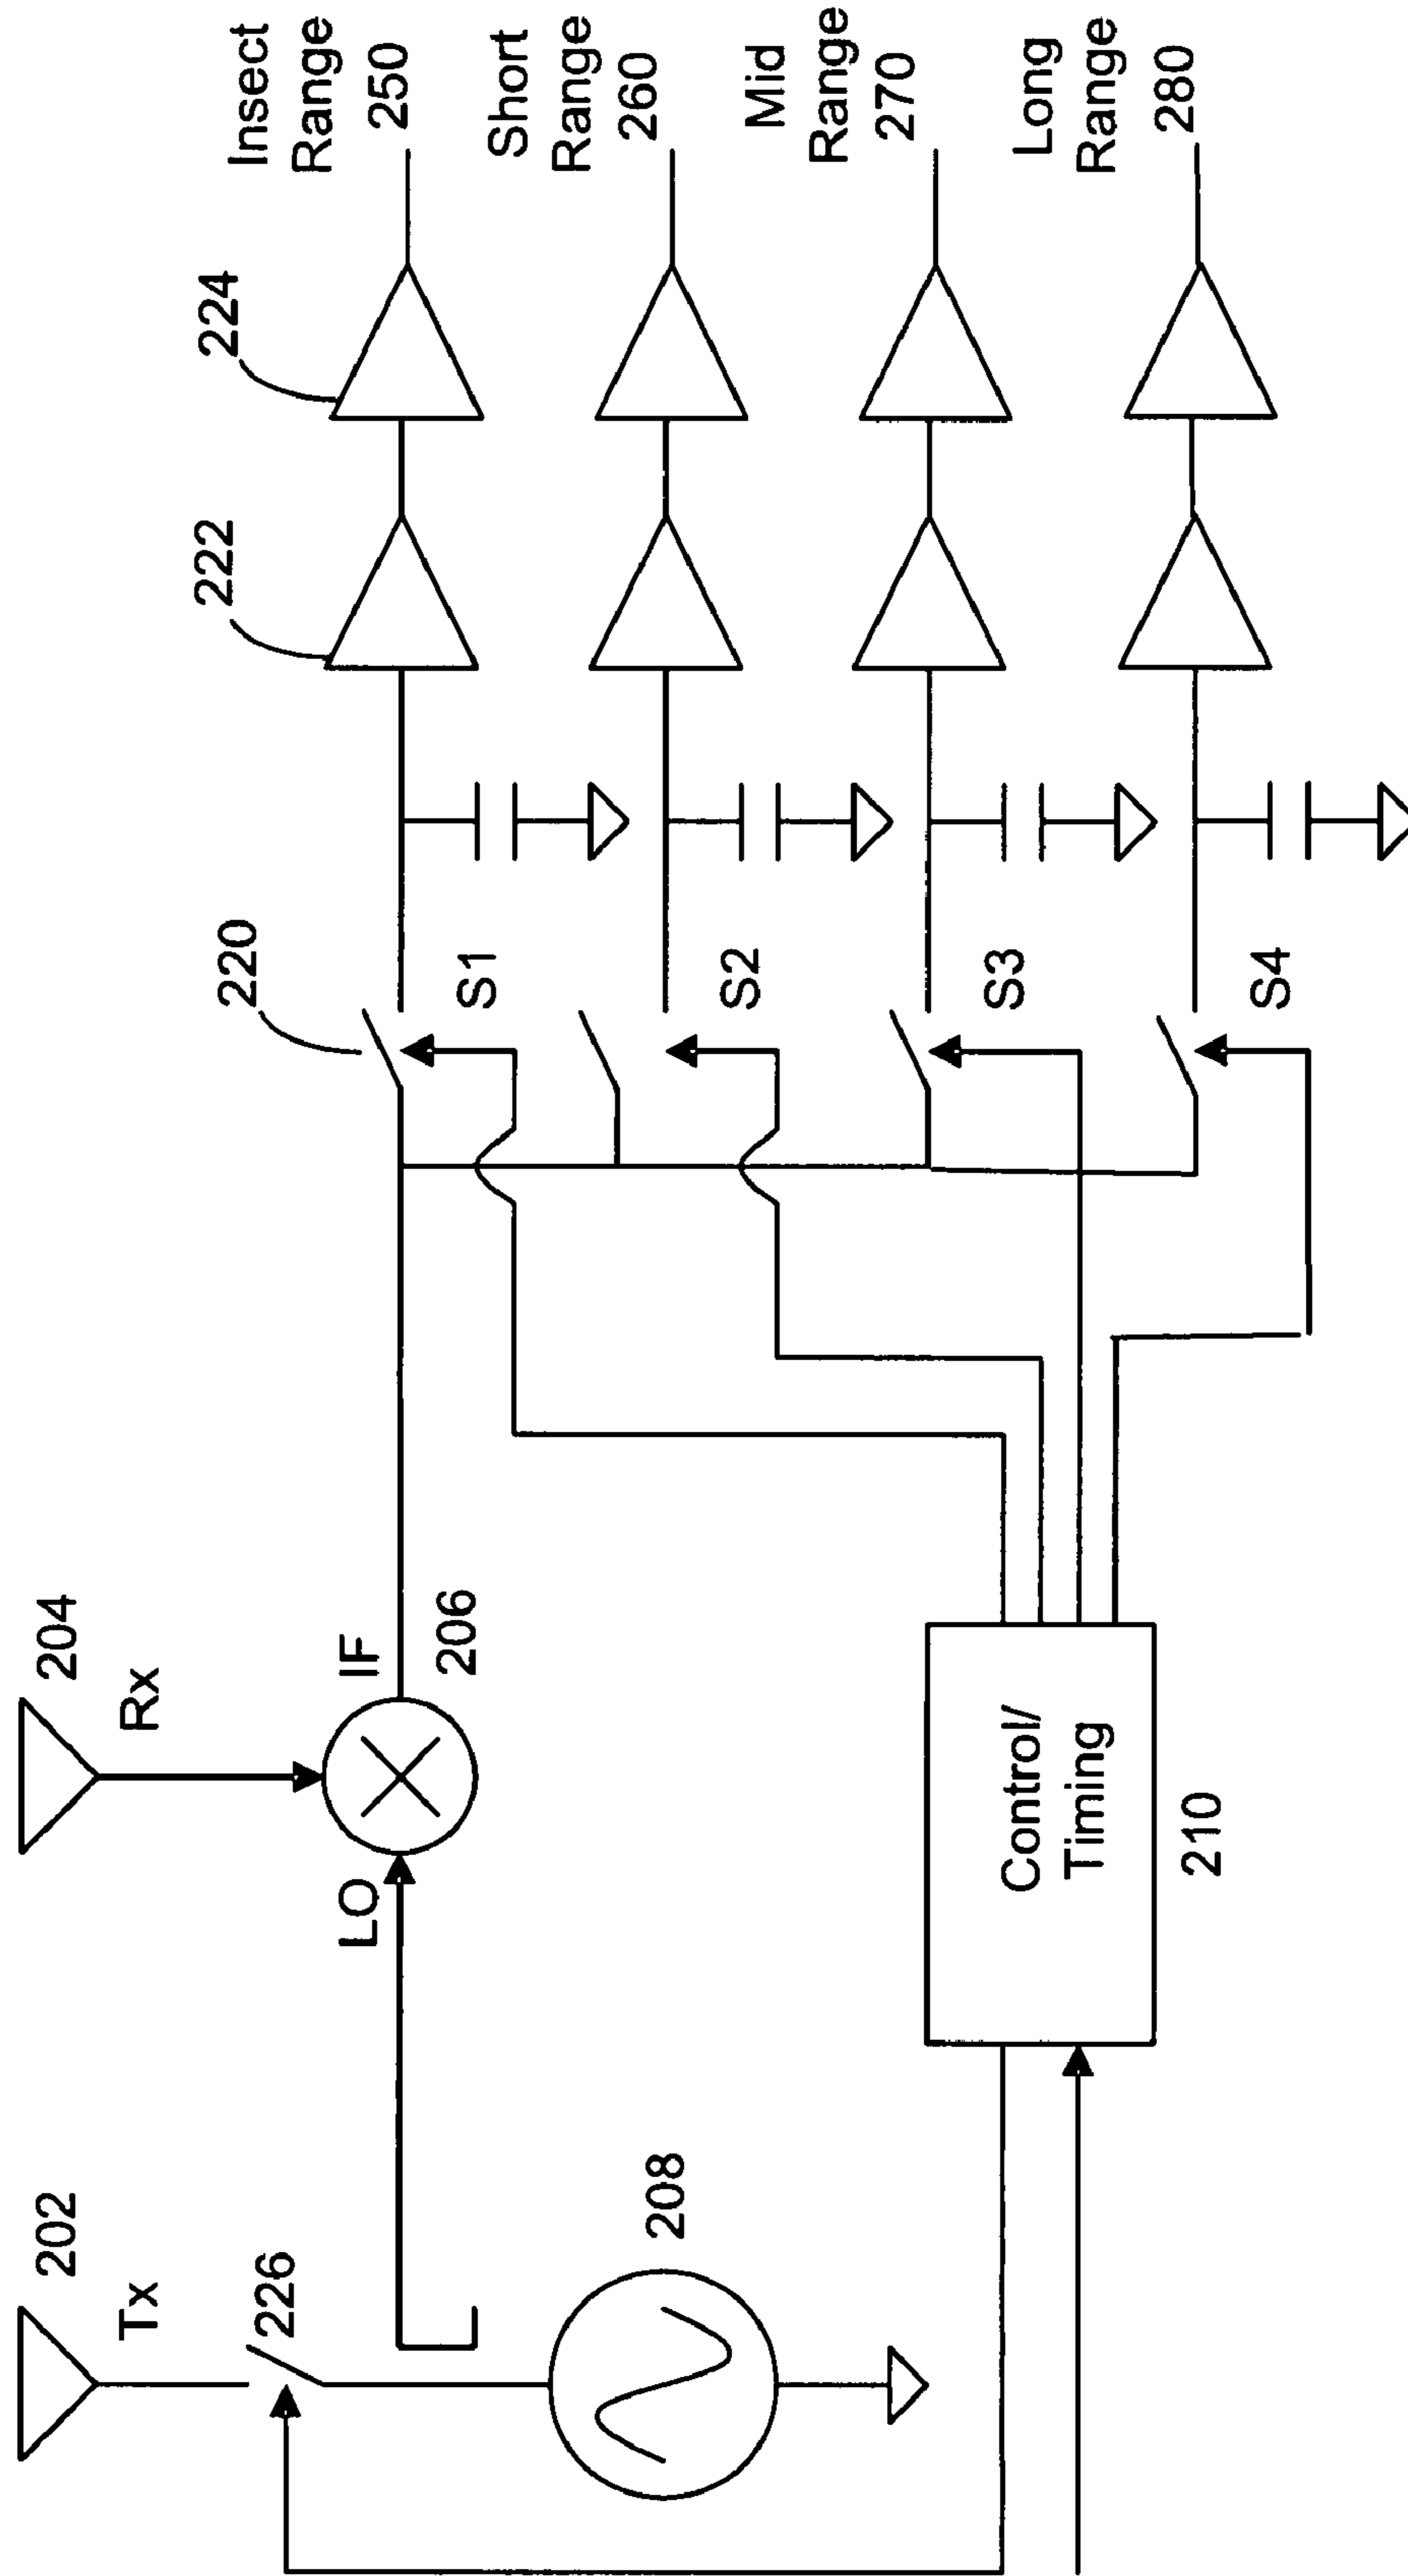 202
Tx
226
208
204
Rx
LO
IF
206
Control/
Timing
210
220
S1
S2
S3
S4
222
224
Insect
Range
250
Short
Range
260
Mid
Range
270
Long
Range
280